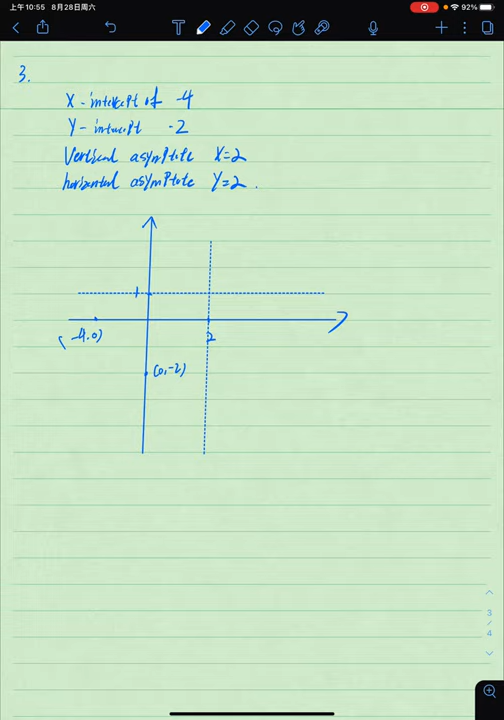 上午10:55 8月28日周六
92%
3.
X-intercept of -4
Y-intercept -2
Vertical asymptote X=2
horizontal asymptote Y=2.
1
(-4,0)
2
(0,-2)
3
/
4